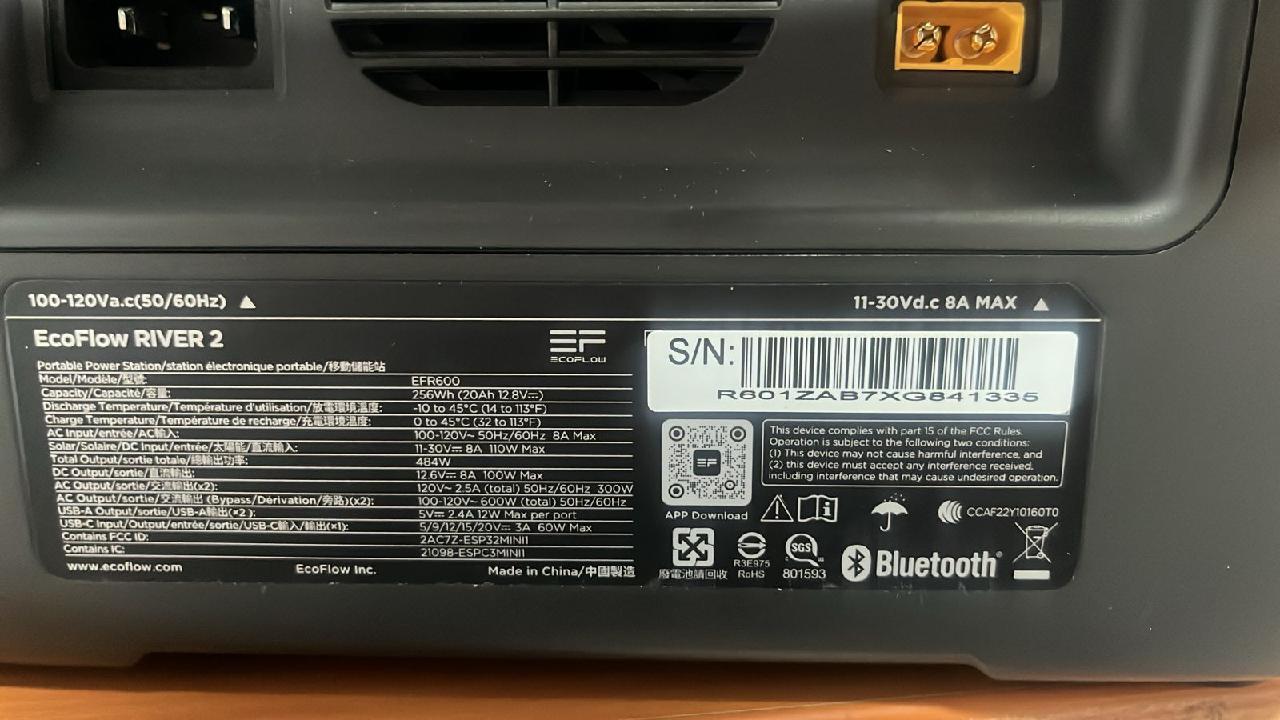 100-120Va.c(50/60Hz) ▲
11-30Vd.c 8A MAX ▲
EcoFlow RIVER 2
EF
ECOFLOW
Portable Power Station/station électronique portable/移動儲能站
Model/Modèle/型號: EFR600
Capacity/Capacité/容量: 256Wh (20Ah 12.8V⎓)
Discharge Temperature/Température d'utilisation/放電環境溫度: -10 to 45°C (14 to 113°F)
Charge Temperature/Température de recharge/充電環境溫度: 0 to 45°C (32 to 113°F)
AC Input/entrée/AC輸入: 100-120V~ 50Hz/60Hz 8A Max
Solar/Solaire/DC Input/entrée/太陽能/直流輸入: 11-30V⎓ 8A 110W Max
Total Output/sortie totale/總輸出功率: 484W
DC Output/sortie/直流輸出: 12.6V⎓ 8A 100W Max
AC Output/sortie/交流輸出(x2): 120V~ 2.5A (total) 50Hz/60Hz 300W
AC Output/sortie/交流輸出 (Bypass/Dérivation/旁路)(x2): 100-120V~ 600W (total) 50Hz/60Hz
USB-A Output/sortie/USB-A輸出(×2): 5V⎓ 2.4A 12W Max per port
USB-C Input/Output/entrée/sortie/USB-C輸入/輸出(×1): 5/9/12/15/20V⎓ 3A 60W Max
Contains FCC ID: 2AC7Z-ESP32MINI1
Contains IC: 21098-ESPC3MINI1
www.ecoflow.com EcoFlow Inc. Made in China/中國製造
S/N:
R601ZAB7XG841335
EF
This device complies with part 15 of the FCC Rules.
Operation is subject to the following two conditions:
(1) This device may not cause harmful interference, and
(2) this device must accept any interference received,
including interference that may cause undesired operation.
APP Download
CCAF22Y10160T0
廢電池請回收
R3E975
RoHS
SGS
801593
Bluetooth®